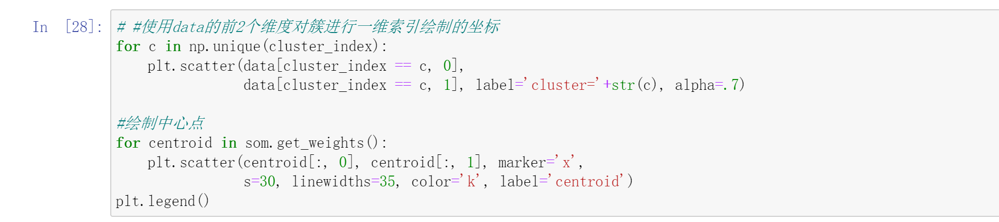 In [28]: # #使用data的前2个维度对簇进行一维索引绘制的坐标
for c in np.unique(cluster_index):
    plt.scatter(data[cluster_index == c, 0],
                data[cluster_index == c, 1], label='cluster='+str(c), alpha=.7)
#绘制中心点
for centroid in som.get_weights():
    plt.scatter(centroid[:, 0], centroid[:, 1], marker='x',
                s=30, linewidths=35, color='k', label='centroid')
plt.legend()